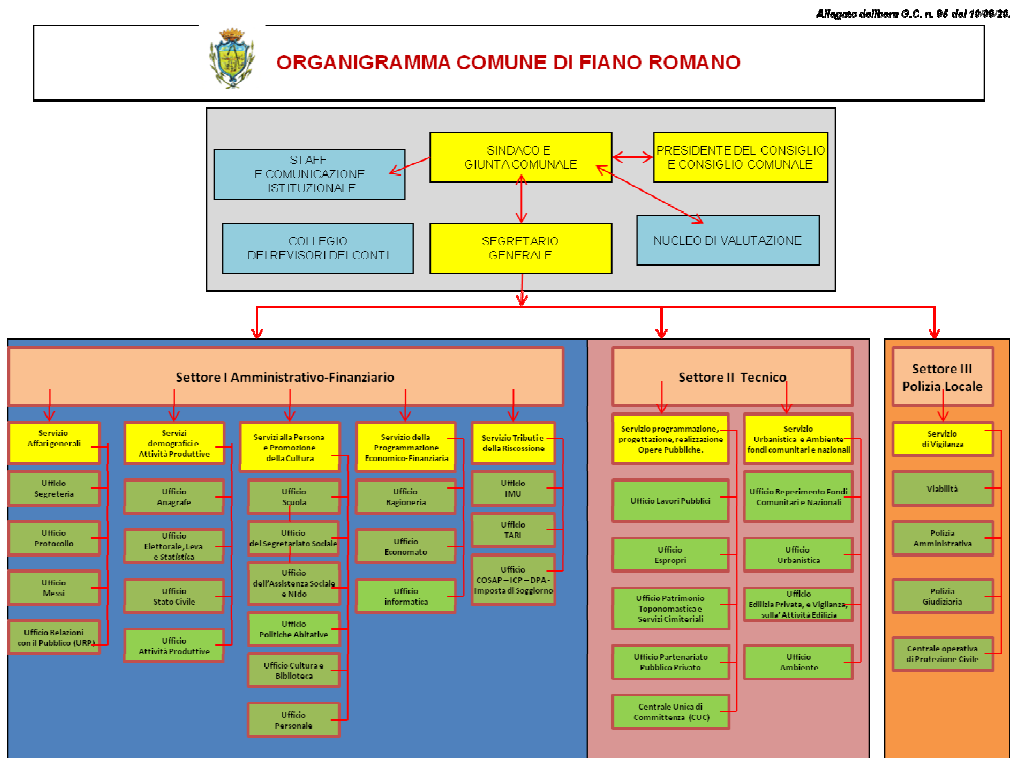 Allegato delibera G.C. n. 95 del 10/09/20.
ORGANIGRAMMA COMUNE DI FIANO ROMANO
SINDACO E
GIUNTA COMUNALE
PRESIDENTE DEL CONSIGLIO
E CONSIGLIO COMUNALE
STAFF
E COMUNICAZIONE
ISTITUZIONALE
COLLEGIO
DEI REVISORI DEI CONTI
SEGRETARIO
GENERALE
NUCLEO DI VALUTAZIONE
Settore I Amministrativo-Finanziario
Servizio
Affari generali
Ufficio
Segreteria
Ufficio
Protocollo
Ufficio
Messi
Ufficio Relazioni
con il Pubblico (URP)
Servizi
demografici e
Attività Produttive
Ufficio
Anagrafe
Ufficio
Elettorale, Leva
e Statistica
Ufficio
Stato Civile
Ufficio
Attività Produttive
Servizi alla Persona
e Promozione
della Cultura
Ufficio
Scuola
Ufficio
del Segretariato Sociale
Ufficio
dell'Assistenza Sociale
e Nido
Ufficio
Politiche Abitative
Ufficio Cultura e
Biblioteca
Ufficio
Personale
Servizio della
Programmazione
Economico-Finanziaria
Ufficio
Ragioneria
Ufficio
Economato
Ufficio
informatica
Servizio Tributi e
della Riscossione
Ufficio
IMU
Ufficio
TARI
Ufficio
COSAP – ICP – DPA -
Imposta di Soggiorno
Settore II Tecnico
Servizio programmazione,
progettazione, realizzazione
Opere Pubbliche.
Ufficio Lavori Pubblici
Ufficio
Espropri
Ufficio Patrimonio
Toponomastica e
Servizi Cimiteriali
Ufficio Partenariato
Pubblico Privato
Centrale Unica di
Committenza (CUC)
Servizio
Urbanistica e Ambiente
fondi comunitari e nazionali
Ufficio Reperimento Fondi
Comunitari e Nazionali
Ufficio
Urbanistica
Ufficio
Edilizia Privata, e Vigilanza,
sulla' Attività Edilizia
Ufficio
Ambiente
Settore III
Polizia Locale
Servizio
di Vigilanza
Viabilità
Polizia
Amministrativa
Polizia
Giudiziaria
Centrale operativa
di Protezione Civile